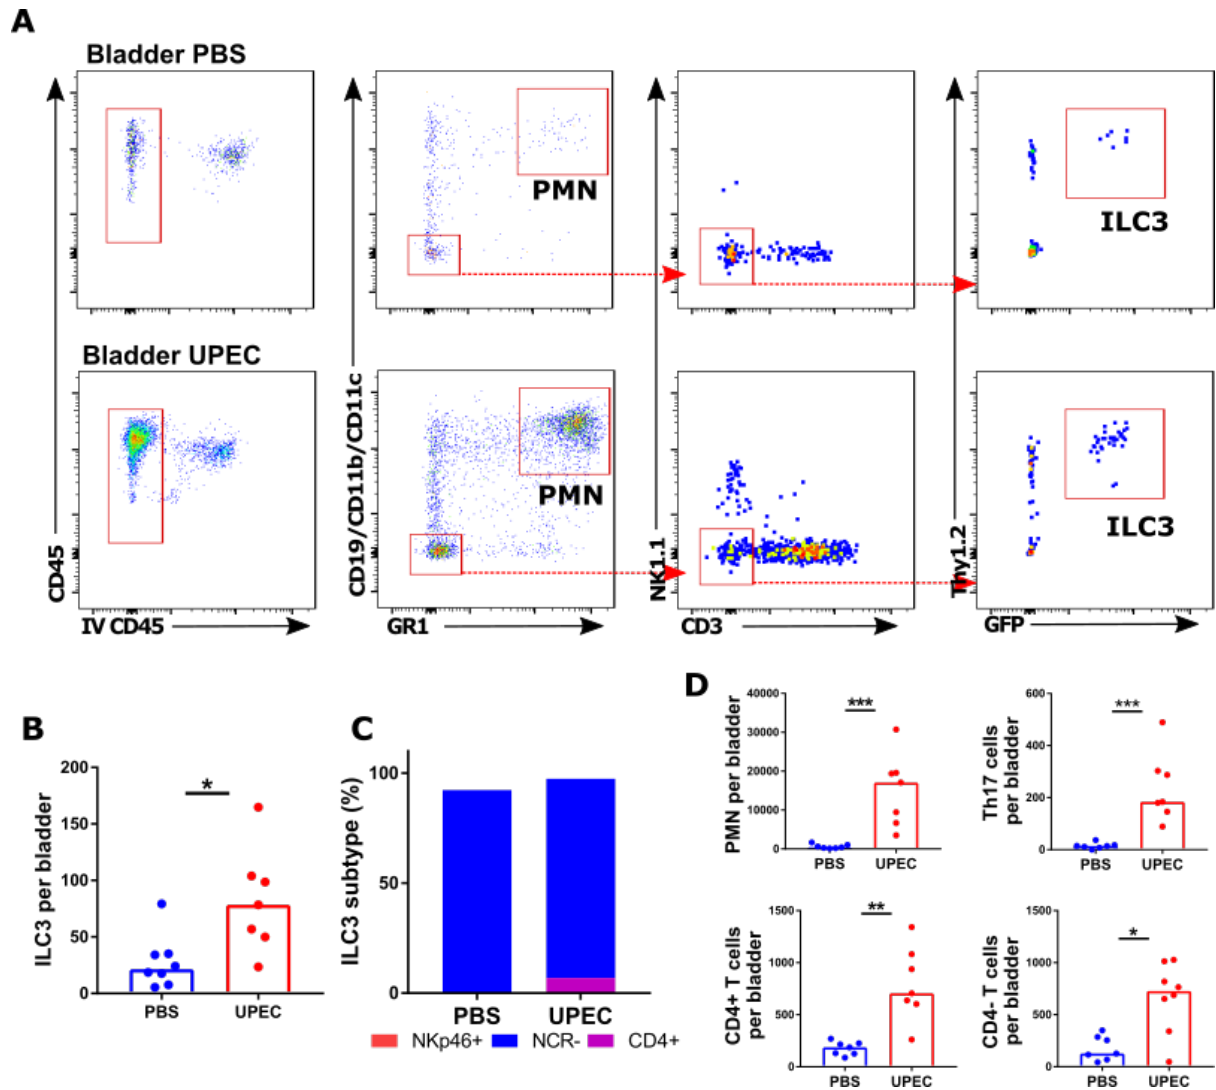 A
Bladder PBS
PMN
ILC3
Bladder UPEC
PMN
ILC3
CD45
CD19/CD11b/CD11c
NK1.1
Thy1.2
IV CD45
GR1
CD3
GFP
B
ILC3 per bladder
200
150
100
50
0
*
PBS
UPEC
C
ILC3 subtype (%)
100
50
0
PBS
UPEC
NKp46+
NCR-
CD4+
D
PMN per bladder
40000
30000
20000
10000
0
***
PBS
UPEC
Th17 cells
per bladder
600
400
200
0
***
PBS
UPEC
CD4+ T cells
per bladder
1500
1000
500
0
**
PBS
UPEC
CD4- T cells
per bladder
1500
1000
500
0
*
PBS
UPEC